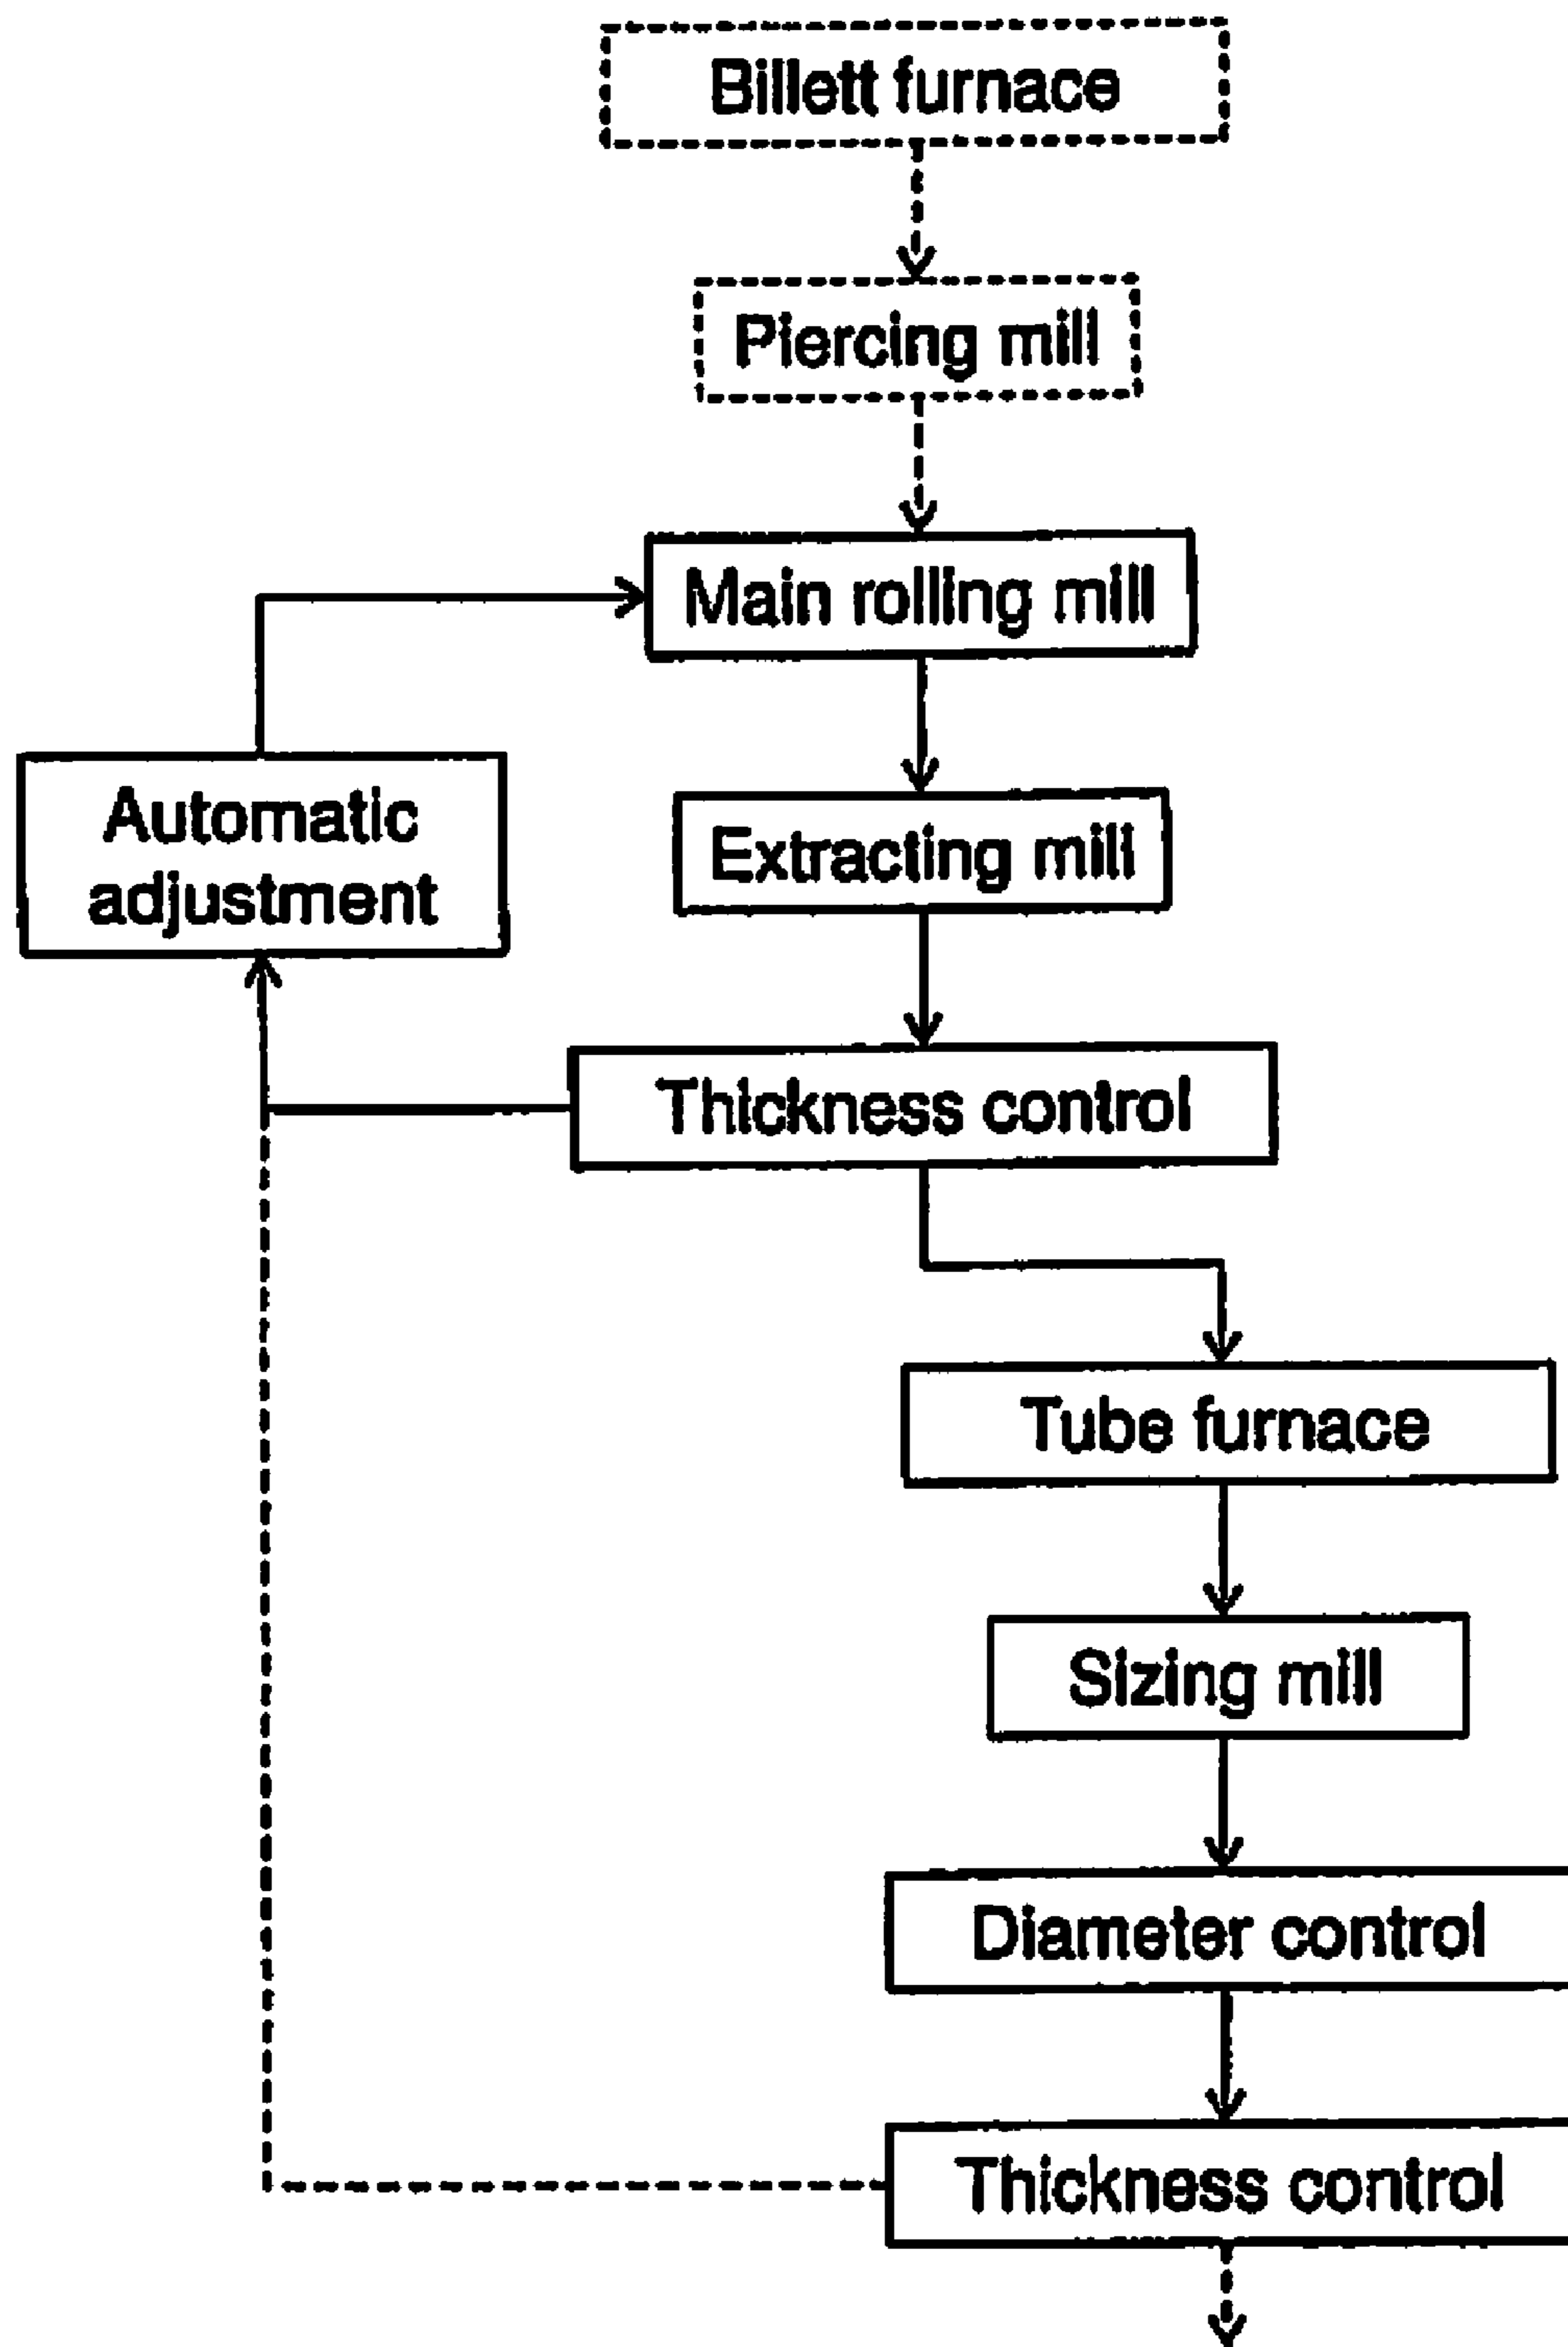 Billett furnace
Piercing mill
Main rolling mill
Automatic
adjustment
Extracting mill
Thickness control
Tube furnace
Sizing mill
Diameter control
Thickness control